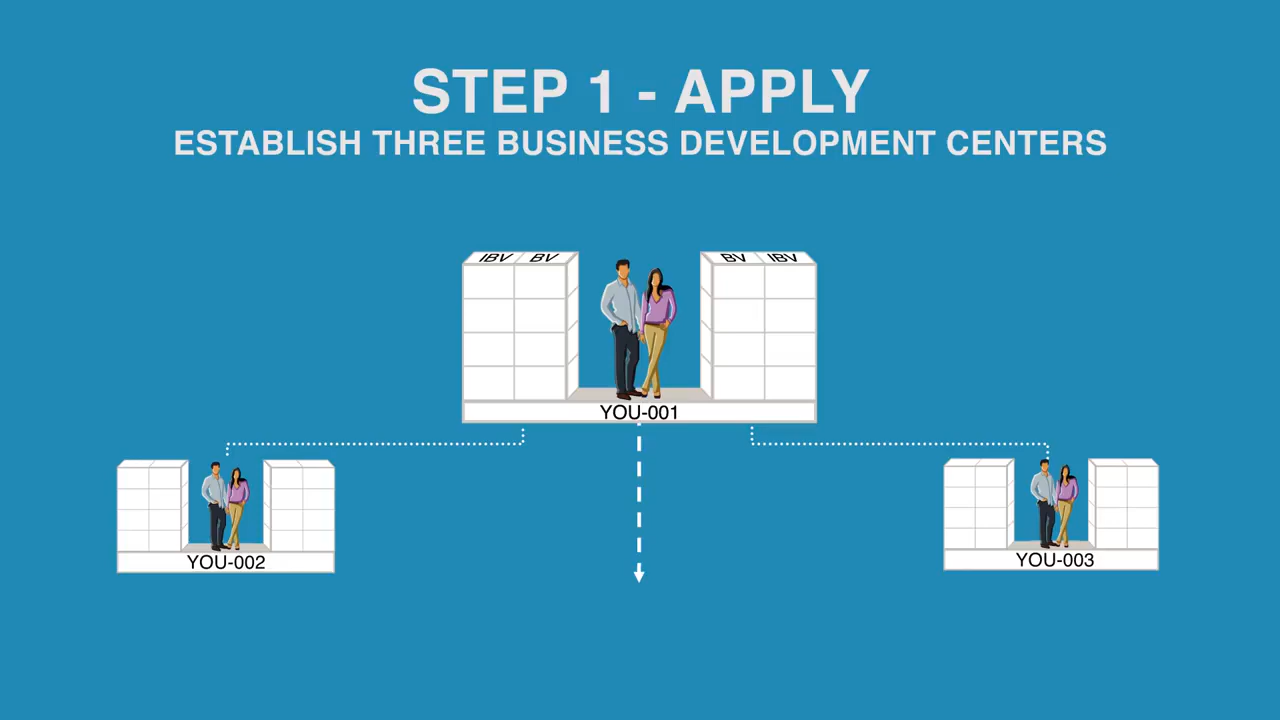 STEP 1 - APPLY
ESTABLISH THREE BUSINESS DEVELOPMENT CENTERS
IBV BV BV IBV
YOU-001
YOU-002
YOU-003